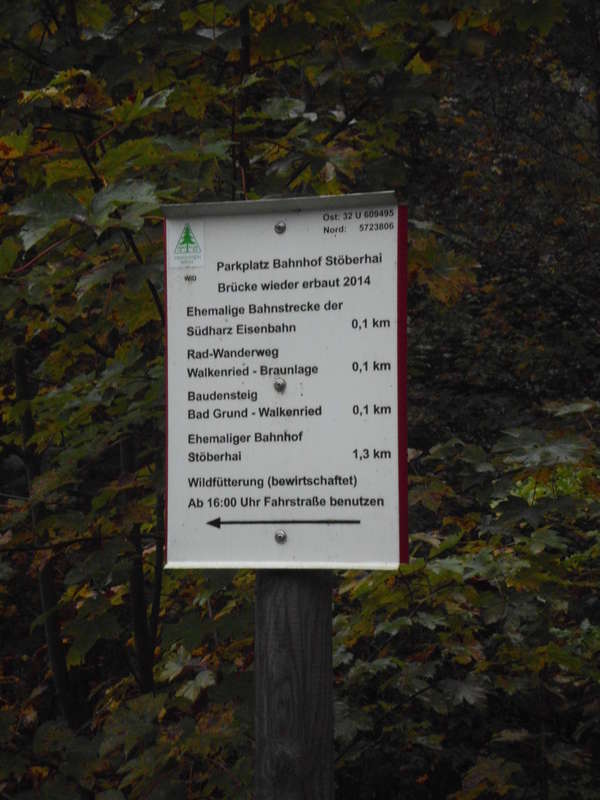 Ost: 32 U 609495
Nord: 5723806
WiD
Parkplatz Bahnhof Stöberhai
Brücke wieder erbaut 2014
Ehemalige Bahnstrecke der
Südharz Eisenbahn 0,1 km
Rad-Wanderweg
Walkenried - Braunlage 0,1 km
Baudensteig
Bad Grund - Walkenried 0,1 km
Ehemaliger Bahnhof
Stöberhai 1,3 km
Wildfütterung (bewirtschaftet)
Ab 16:00 Uhr Fahrstraße benutzen